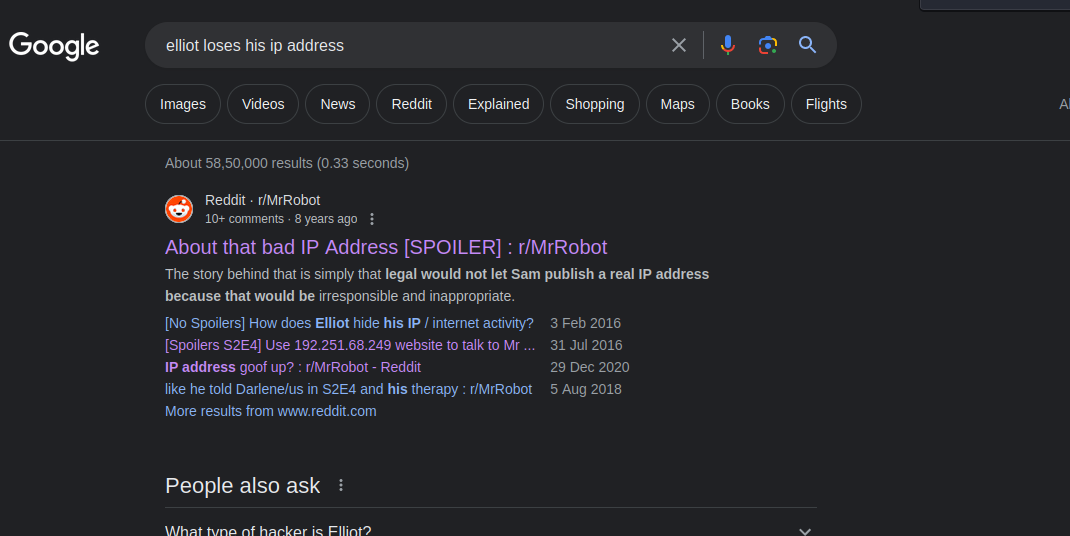 Google
elliot loses his ip address
Images Videos News Reddit Explained Shopping Maps Books Flights
About 58,50,000 results (0.33 seconds)
Reddit · r/MrRobot
10+ comments · 8 years ago
About that bad IP Address [SPOILER] : r/MrRobot
The story behind that is simply that legal would not let Sam publish a real IP address
because that would be irresponsible and inappropriate.
[No Spoilers] How does Elliot hide his IP / internet activity? 3 Feb 2016
[Spoilers S2E4] Use 192.251.68.249 website to talk to Mr ... 31 Jul 2016
IP address goof up? : r/MrRobot - Reddit 29 Dec 2020
like he told Darlene/us in S2E4 and his therapy : r/MrRobot 5 Aug 2018
More results from www.reddit.com
People also ask
What type of hacker is Elliot?